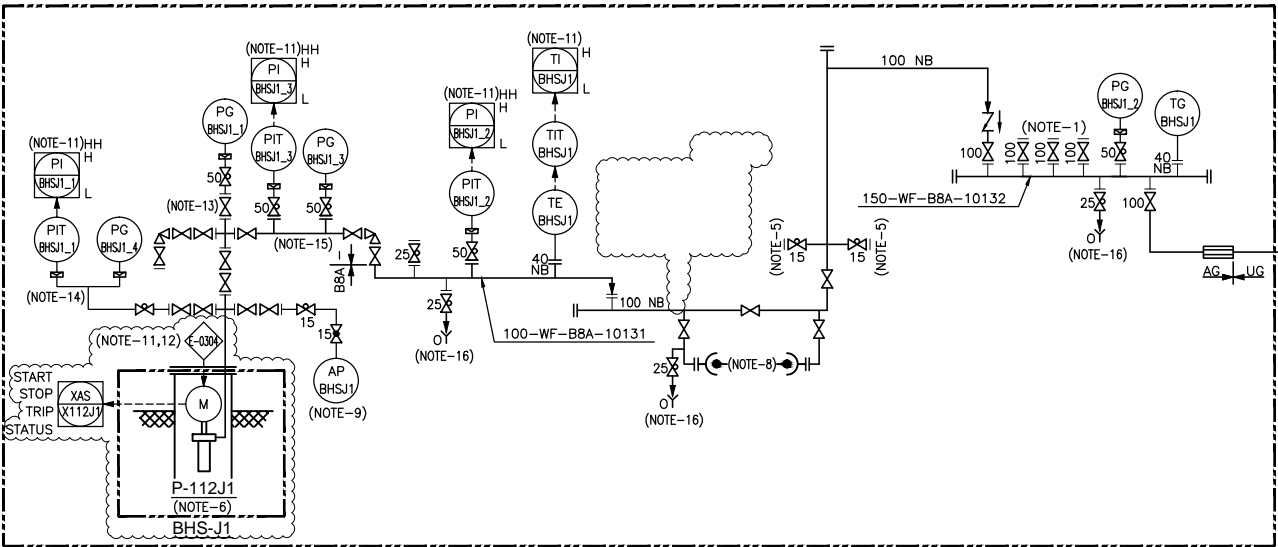 (NOTE-11) HH
H
PI
BHSJ1_1
L
PIT
BHSJ1_1
PG
BHSJ1_4
(NOTE-14)
PG
BHSJ1_1
50
(NOTE-13)
(NOTE-11) HH
H
PI
BHSJ1_3
L
PIT
BHSJ1_3
50
PG
BHSJ1_3
50
(NOTE-15)
B8A
25
25
O
(NOTE-16)
(NOTE-11) HH
H
PI
BHSJ1_2
L
PIT
BHSJ1_2
50
(NOTE-11)
H
TI
BHSJ1
L
TIT
BHSJ1
TE
BHSJ1
40
NB
100 NB
100-WF-B8A-10131
15
15
AP
BHSJ1
(NOTE-9)
(NOTE-11,12)
E-0304
START
STOP
TRIP
STATUS
XAS
X112J1
M
P-112J1
(NOTE-6)
BHS-J1
25
O
(NOTE-16)
(NOTE-8)
(NOTE-5)
15
15
(NOTE-5)
100 NB
100
(NOTE-1)
100
100
100
PG
BHSJ1_2
50
TG
BHSJ1
40
NB
150-WF-B8A-10132
25
O
(NOTE-16)
100
AG
UG